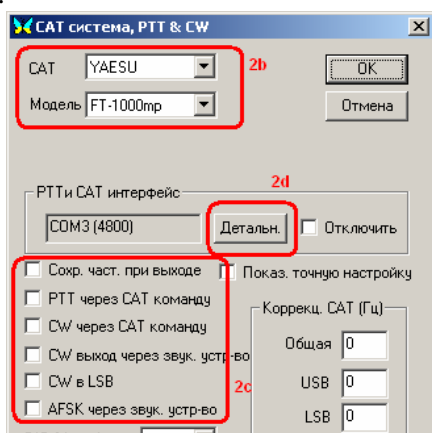 CAT система, PTT & CW
CAT YAESU 2b OK
Модель FT-1000mp Отмена
PTTи CAT интерфейс 2d
COM3 (4800) Детальн. Отключить
Сохр. част. при выходе Показ. точную настройку
PTT через CAT команду Коррекц. CAT (Гц)
CW через CAT команду Общая 0
CW выход через звук. устр-во
CW в LSB 2c USB 0
AFSK через звук. устр-во LSB 0